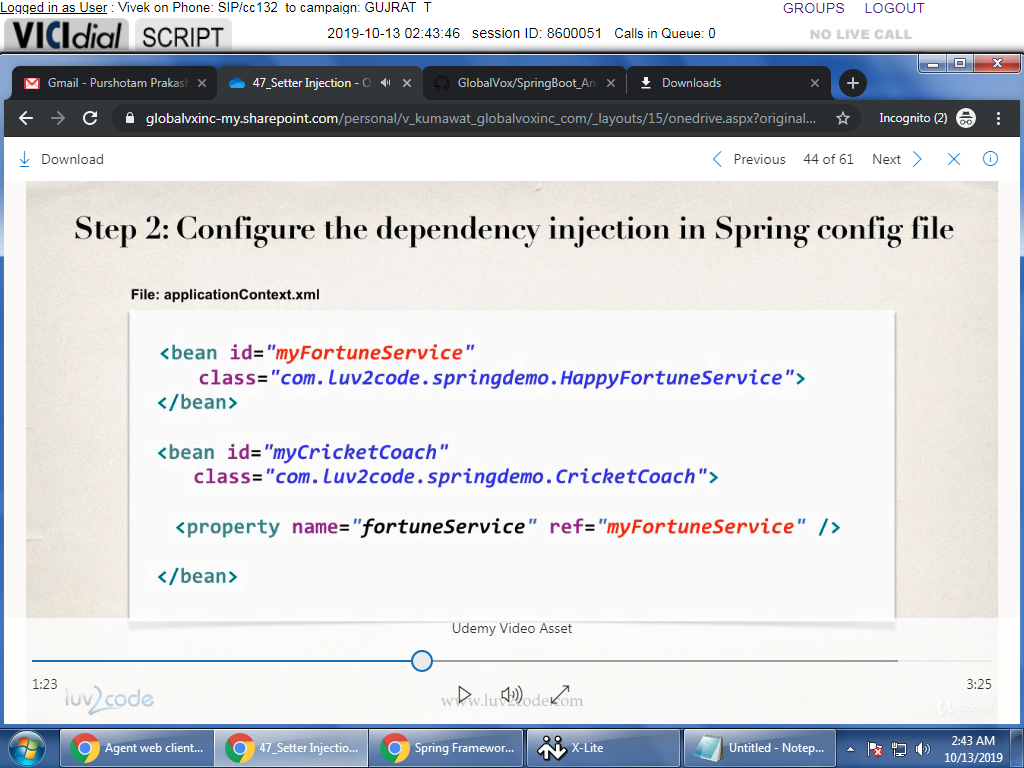 Logged in as User : Vivek on Phone: SIP/cc132 to campaign: GUJRAT_T
GROUPS LOGOUT
VICIdial SCRIPT
2019-10-13 02:43:46 session ID: 8600051 Calls in Queue: 0
NO LIVE CALL
Gmail - Purshotam Prakas
47_Setter Injection - O
GlobalVox/SpringBoot_An
Downloads
globalvxinc-my.sharepoint.com/personal/v_kumawat_globalvoxinc_com/_layouts/15/onedrive.aspx?original...
Incognito (2)
Download
Previous 44 of 61 Next
Step 2: Configure the dependency injection in Spring config file
File: applicationContext.xml
<bean id="myFortuneService"
class="com.luv2code.springdemo.HappyFortuneService">
</bean>
<bean id="myCricketCoach"
class="com.luv2code.springdemo.CricketCoach">
<property name="fortuneService" ref="myFortuneService" />
</bean>
Udemy Video Asset
1:23
3:25
luv2code
www.luv2code.com
Udemy
Agent web client...
47_Setter Injectio...
Spring Framewor...
X-Lite
Untitled - Notep...
2:43 AM
10/13/2019